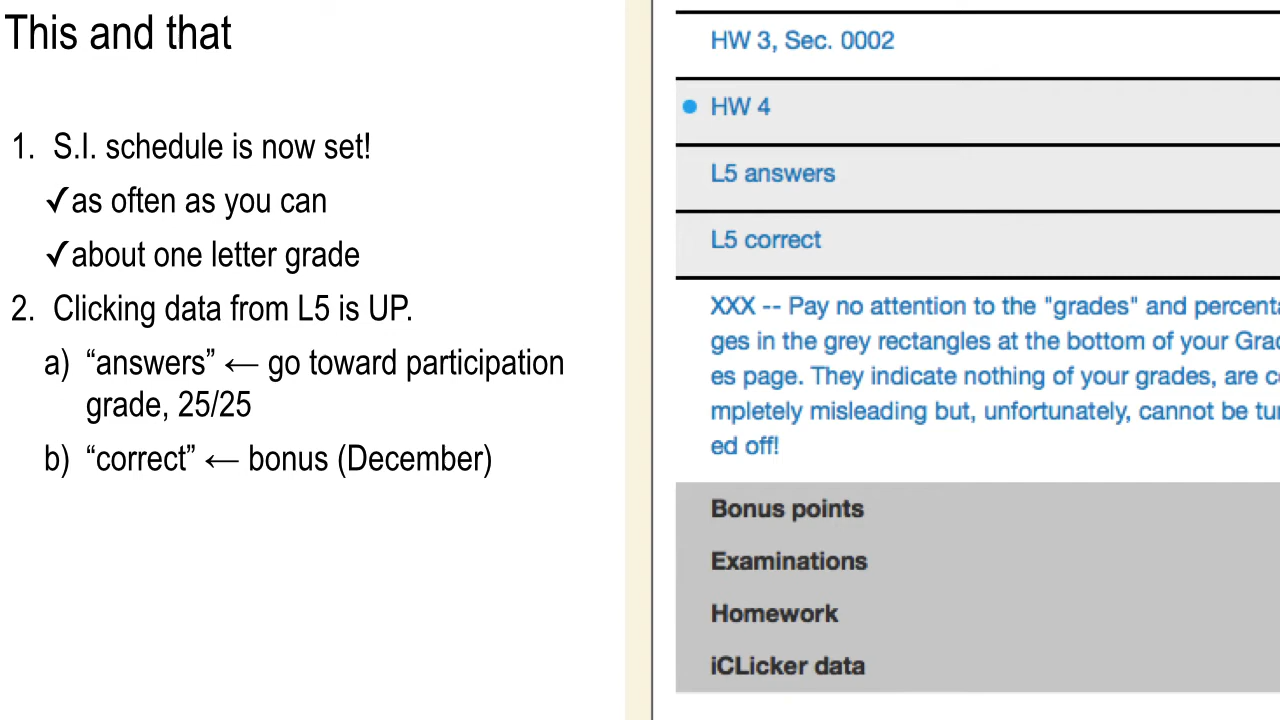 This and that
1. S.I. schedule is now set!
✓as often as you can
✓about one letter grade
2. Clicking data from L5 is UP.
a) “answers” ← go toward participation
grade, 25/25
b) “correct” ← bonus (December)
HW 3, Sec. 0002
HW 4
L5 answers
L5 correct
XXX -- Pay no attention to the "grades" and percenta
ges in the grey rectangles at the bottom of your Grad
es page. They indicate nothing of your grades, are co
mpletely misleading but, unfortunately, cannot be turn
ed off!
Bonus points
Examinations
Homework
iCLicker data